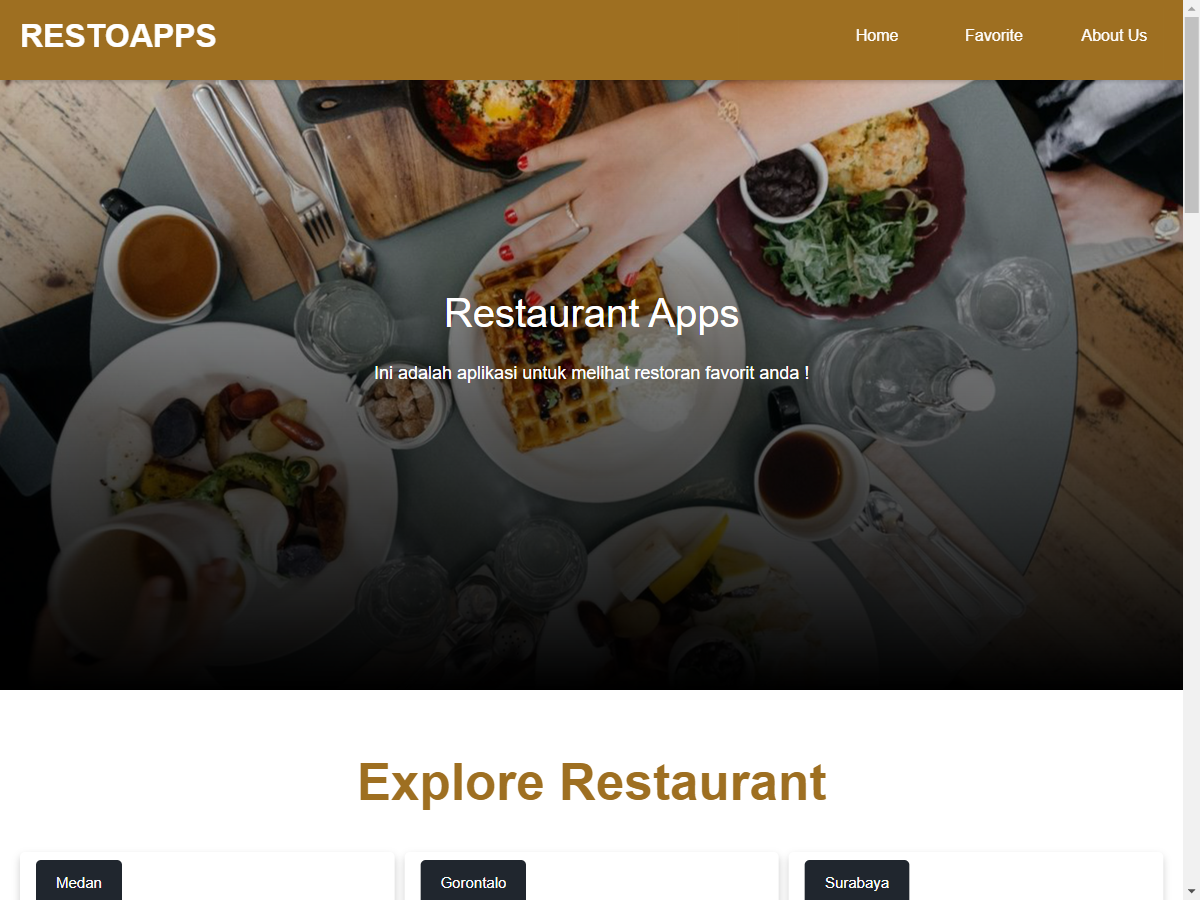 RESTOAPPS
Home
Favorite
About Us
Restaurant Apps
Ini adalah aplikasi untuk melihat restoran favorit anda !
Explore Restaurant
Medan
Gorontalo
Surabaya